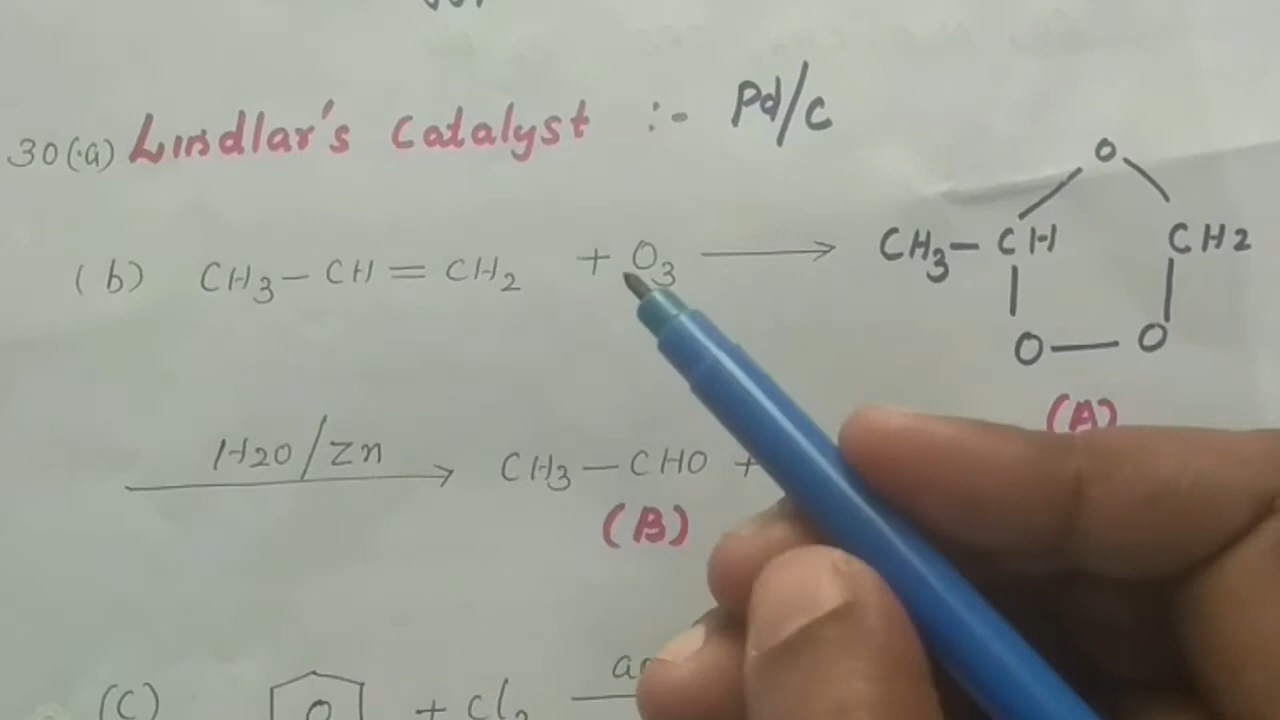 30(a) Lindlar's Catalyst :- Pd/C
(b) CH3-CH=CH2 + O3 ⟶ CH3-CH CH2
O
O-O
(A)
H2O/Zn ⟶ CH3-CHO +
(B)
(C) + Cl2